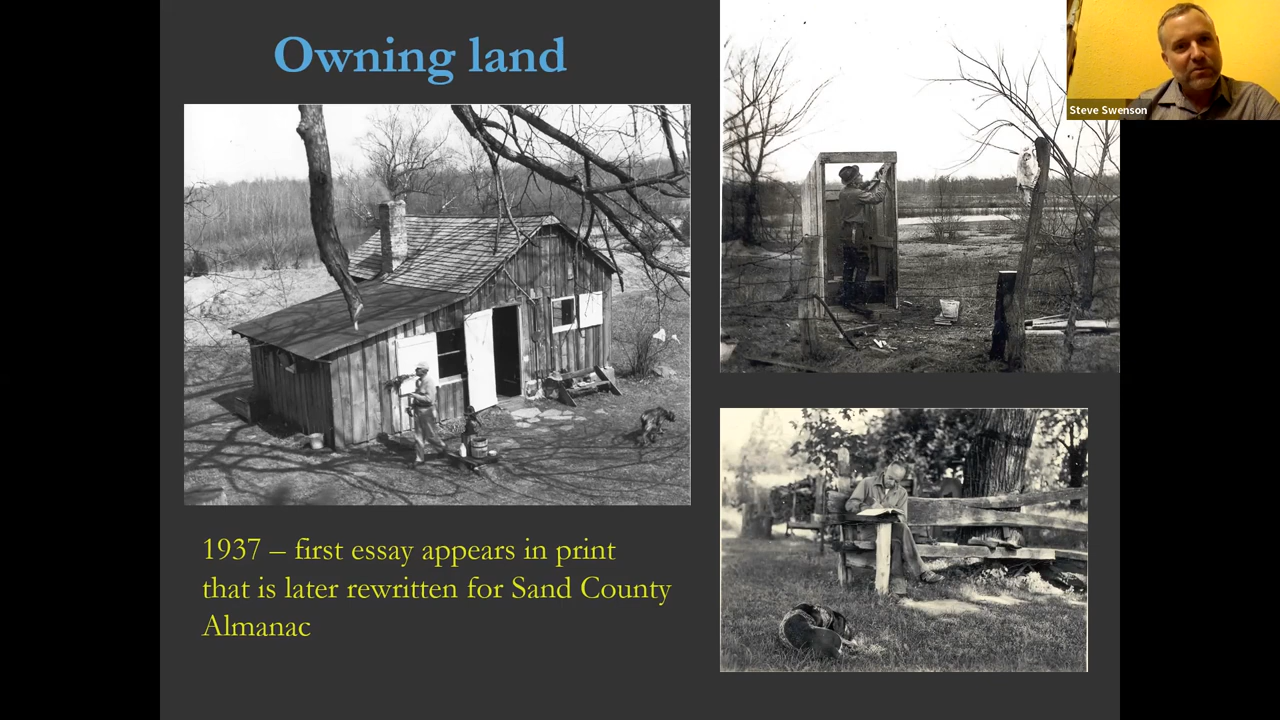 Owning land
Steve Swenson
1937 – first essay appears in print
that is later rewritten for Sand County
Almanac